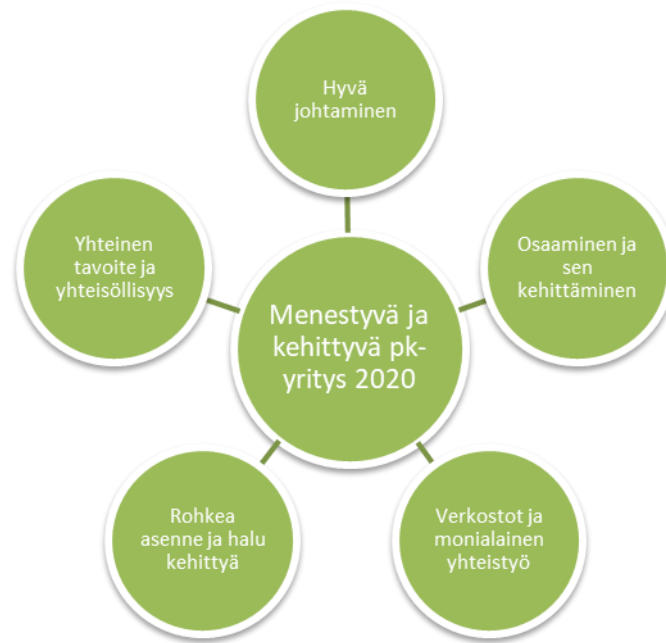 Hyvä
johtaminen
Osaaminen ja
sen
kehittäminen
Verkostot ja
monialainen
yhteistyö
Rohkea
asenne ja halu
kehittyä
Yhteinen
tavoite ja
yhteisöllisyys
Menestyvä ja
kehittyvä pk-
yritys 2020